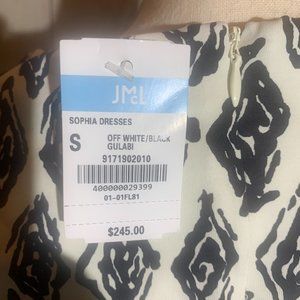 JMcL
SOPHIA DRESSES
S
OFF WHITE/BLACK
GULABI
9171902010
400000029399
01-01FL81
$245.00